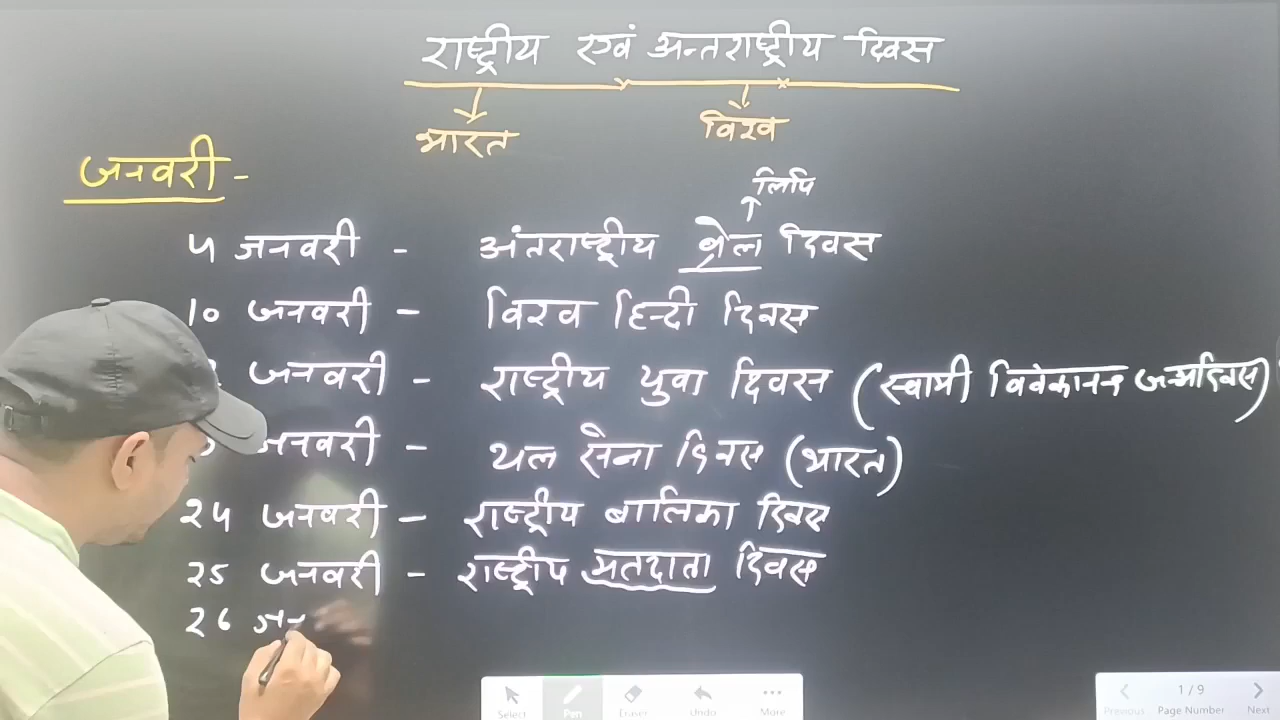 राष्ट्रीय एवं अन्तराष्ट्रीय दिवस
भारत
विश्व
जनवरी -
लिपि
4 जनवरी - अंतराष्ट्रीय ब्रेल दिवस
10 जनवरी - विश्व हिन्दी दिवस
जनवरी - राष्ट्रीय युवा दिवस (स्वामी विवेकानन्द जन्मदिवस)
जनवरी - थल सेना दिवस (भारत)
24 जनवरी - राष्ट्रीय बालिका दिवस
25 जनवरी - राष्ट्रीय मतदाता दिवस
26 जन
Select Pen Eraser Undo More
1 / 9
Previous Page Number Next